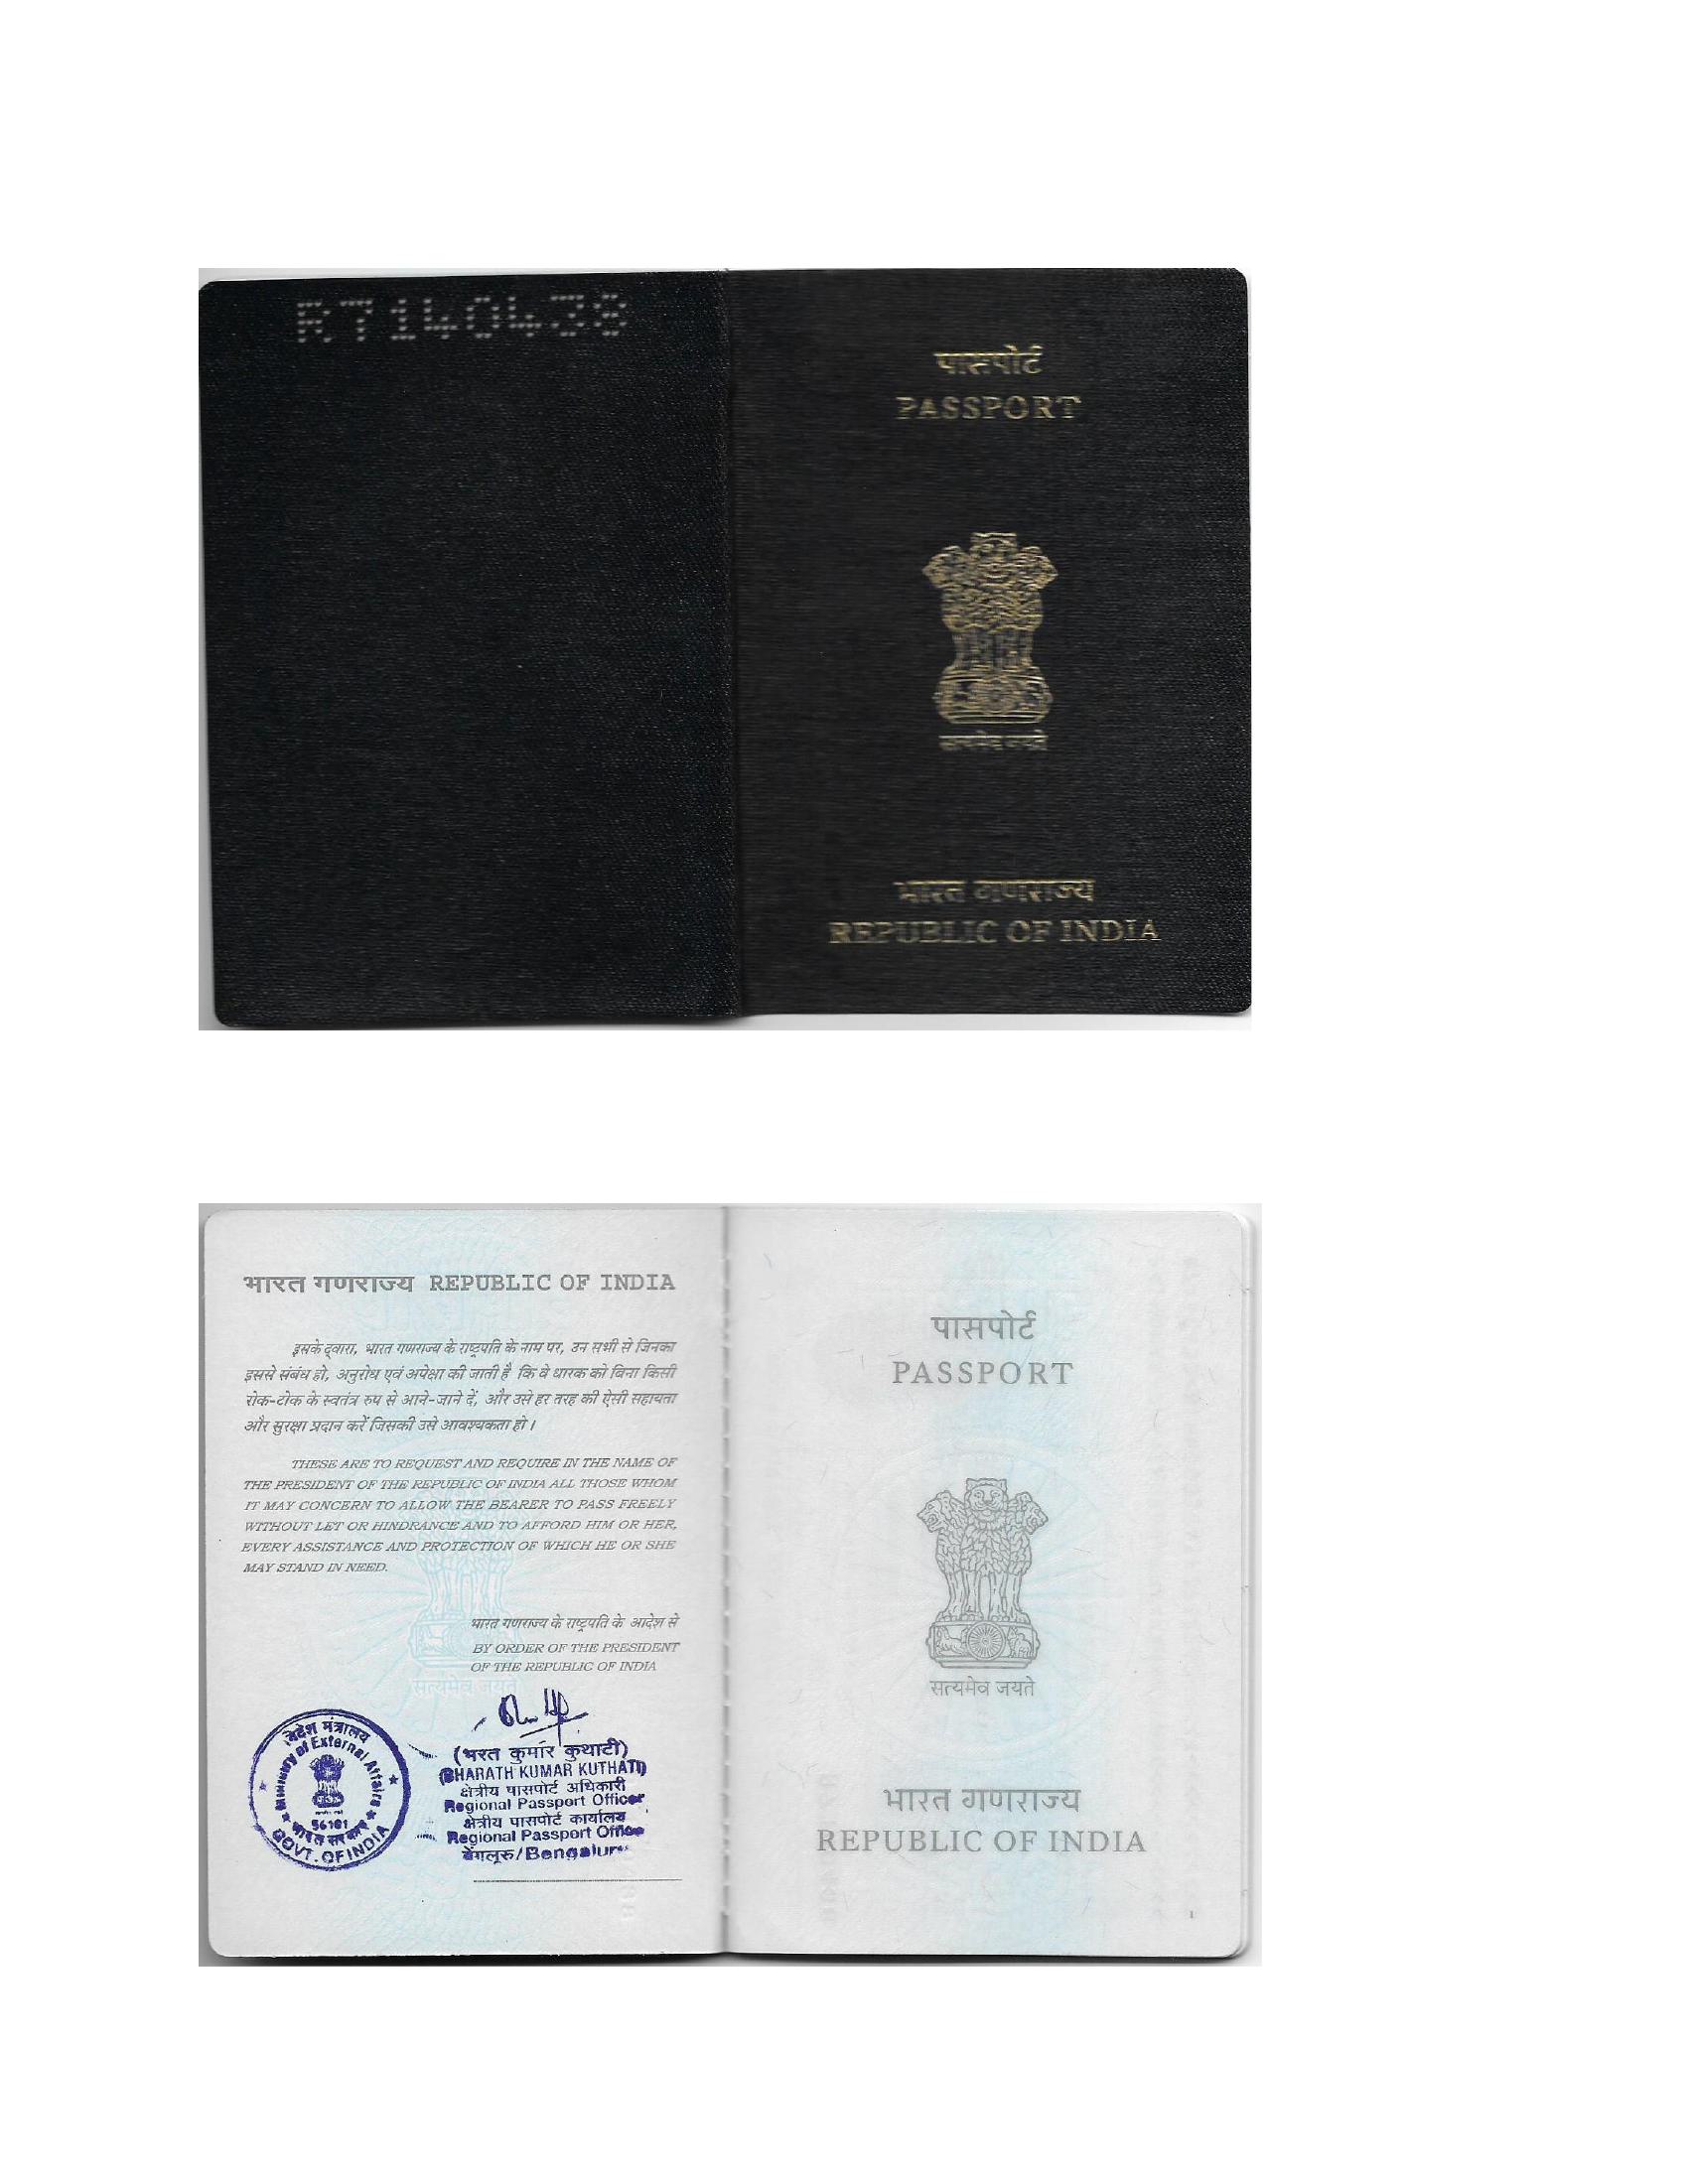 R7140438
पासपोर्ट
PASSPORT
सत्यमेव जयते
भारत गणराज्य
REPUBLIC OF INDIA
भारत गणराज्य REPUBLIC OF INDIA
इसके द्वारा, भारत गणराज्य के राष्ट्रपति के नाम पर, उन सभी से जिनका
इससे संबंध हो, अनुरोध एवं अपेक्षा की जाती है कि वे धारक को बिना किसी
रोक-टोक के स्वतंत्र रुप से आने-जाने दें, और उसे हर तरह की ऐसी सहायता
और सुरक्षा प्रदान करें जिसकी उसे आवश्यकता हो।
THESE ARE TO REQUEST AND REQUIRE IN THE NAME OF
THE PRESIDENT OF THE REPUBLIC OF INDIA ALL THOSE WHOM
IT MAY CONCERN TO ALLOW THE BEARER TO PASS FREELY
WITHOUT LET OR HINDRANCE AND TO AFFORD HIM OR HER,
EVERY ASSISTANCE AND PROTECTION OF WHICH HE OR SHE
MAY STAND IN NEED.
भारत गणराज्य के राष्ट्रपति के आदेश से
BY ORDER OF THE PRESIDENT
OF THE REPUBLIC OF INDIA
सत्यमेव जयते
विदेश मंत्रालय
Ministry of External Affairs
56101
भारत सरकार
GOVT. OF INDIA
(भरत कुमार कुथाटी)
(BHARATH KUMAR KUTHATI)
क्षेत्रीय पासपोर्ट अधिकारी
Regional Passport Officer
क्षेत्रीय पासपोर्ट कार्यालय
Regional Passport Office
बेंगलूरु/Bengaluru
पासपोर्ट
PASSPORT
सत्यमेव जयते
भारत गणराज्य
REPUBLIC OF INDIA
1